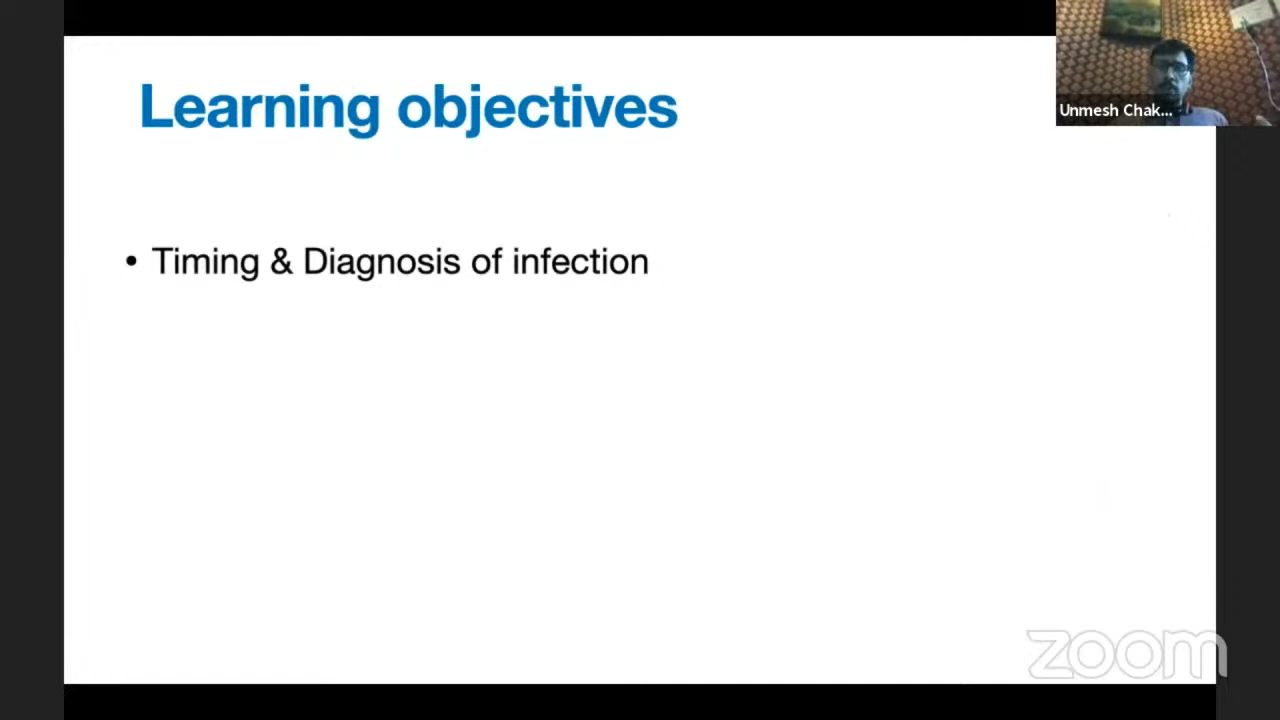 Learning objectives
Unmesh Chak...
• Timing & Diagnosis of infection
zoom